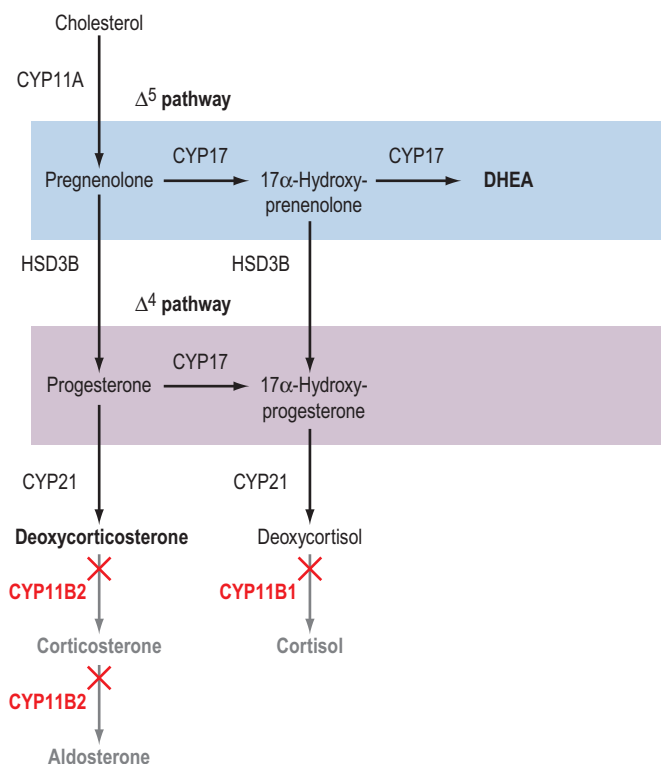 Cholesterol
CYP11A
Δ⁵ pathway
CYP17
CYP17
Pregnenolone
17α-Hydroxy-
prenenolone
DHEA
HSD3B
HSD3B
Δ⁴ pathway
CYP17
Progesterone
17α-Hydroxy-
progesterone
CYP21
CYP21
Deoxycorticosterone
Deoxycortisol
CYP11B2
CYP11B1
Corticosterone
Cortisol
CYP11B2
Aldosterone